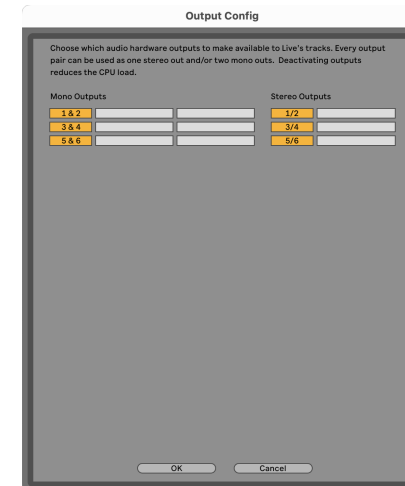 Output Config
Choose which audio hardware outputs to make available to Live's tracks. Every output
pair can be used as one stereo out and/or two mono outs. Deactivating outputs
reduces the CPU load.
Mono Outputs Stereo Outputs
1 & 2 1/2
3 & 4 3/4
5 & 6 5/6
OK Cancel